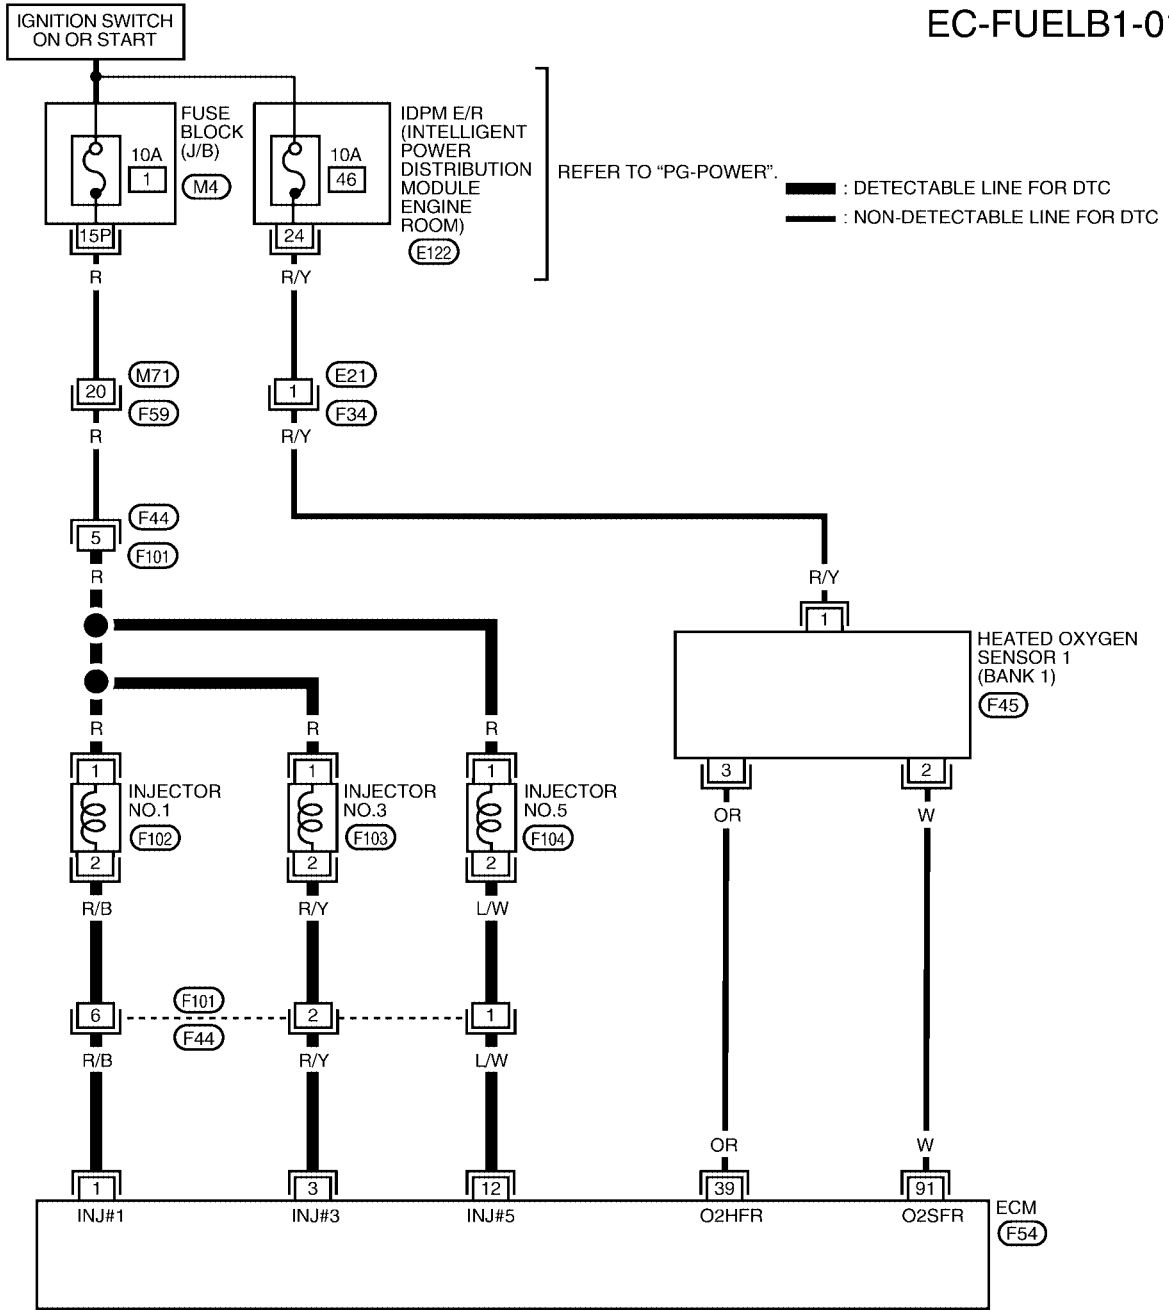 EC-FUELB1-01
IGNITION SWITCH
ON OR START
FUSE
BLOCK
(J/B)
10A
1
M4
IDPM E/R
(INTELLIGENT
POWER
DISTRIBUTION
MODULE
ENGINE
ROOM)
10A
46
E122
REFER TO “PG-POWER”.
: DETECTABLE LINE FOR DTC
: NON-DETECTABLE LINE FOR DTC
15P
24
R
R/Y
M71
20
F59
E21
1
F34
R
R/Y
F44
5
F101
R
R/Y
1
HEATED OXYGEN
SENSOR 1
(BANK 1)
F45
R
R
R
1
1
1
3
2
INJECTOR
NO.1
F102
INJECTOR
NO.3
F103
INJECTOR
NO.5
F104
2
2
2
OR
W
R/B
R/Y
L/W
F101
6
2
1
F44
R/B
R/Y
L/W
OR
W
1
3
12
39
91
INJ#1
INJ#3
INJ#5
O2HFR
O2SFR
ECM
F54